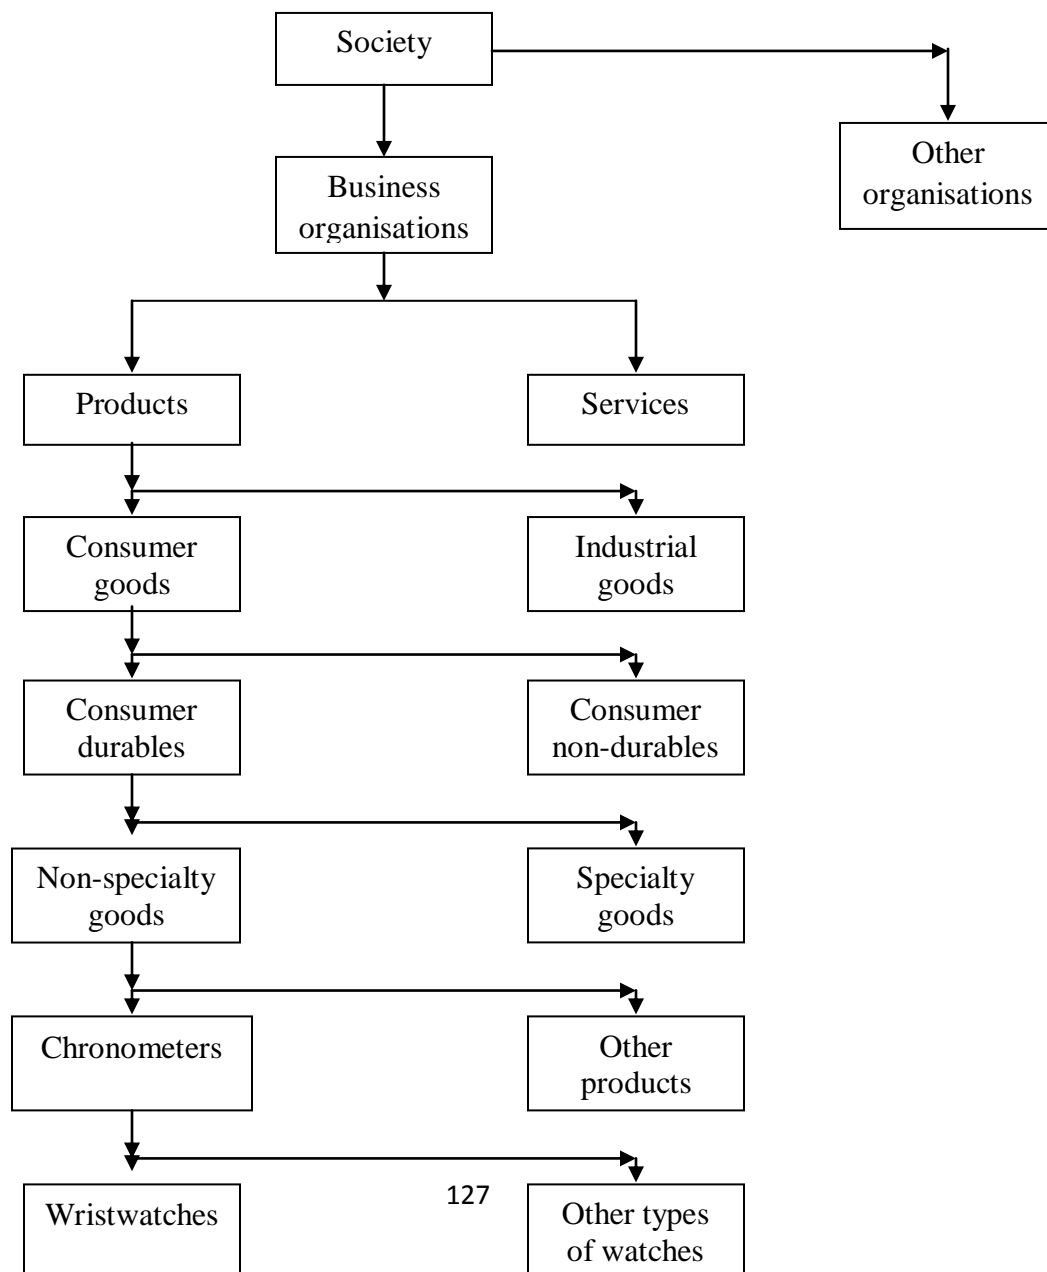 Society
Other
organisations
Business
organisations
Products
Services
Consumer
goods
Industrial
goods
Consumer
durables
Consumer
non-durables
Non-specialty
goods
Specialty
goods
Chronometers
Other
products
Wristwatches
127
Other types
of watches